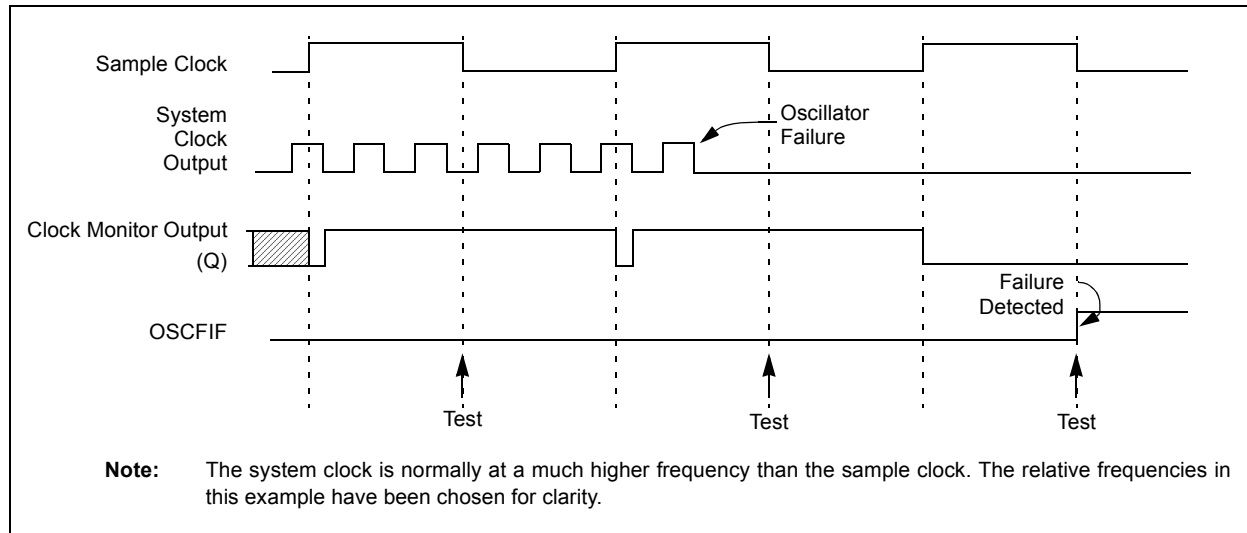 Sample Clock
System
Clock
Output
Oscillator
Failure
Clock Monitor Output
(Q)
Failure
Detected
OSCFIF
Test
Test
Test
Note: The system clock is normally at a much higher frequency than the sample clock. The relative frequencies in
this example have been chosen for clarity.